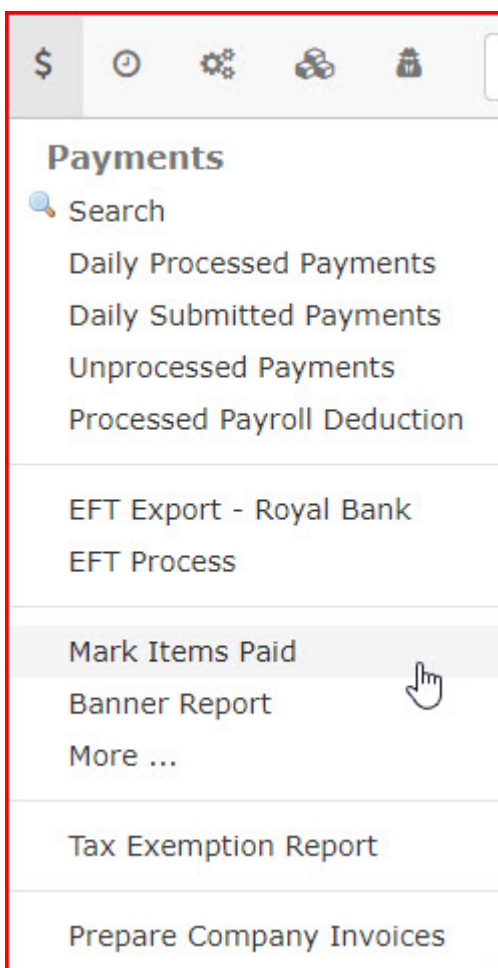 $
Payments
Search
Daily Processed Payments
Daily Submitted Payments
Unprocessed Payments
Processed Payroll Deduction
EFT Export - Royal Bank
EFT Process
Mark Items Paid
Banner Report
More ...
Tax Exemption Report
Prepare Company Invoices